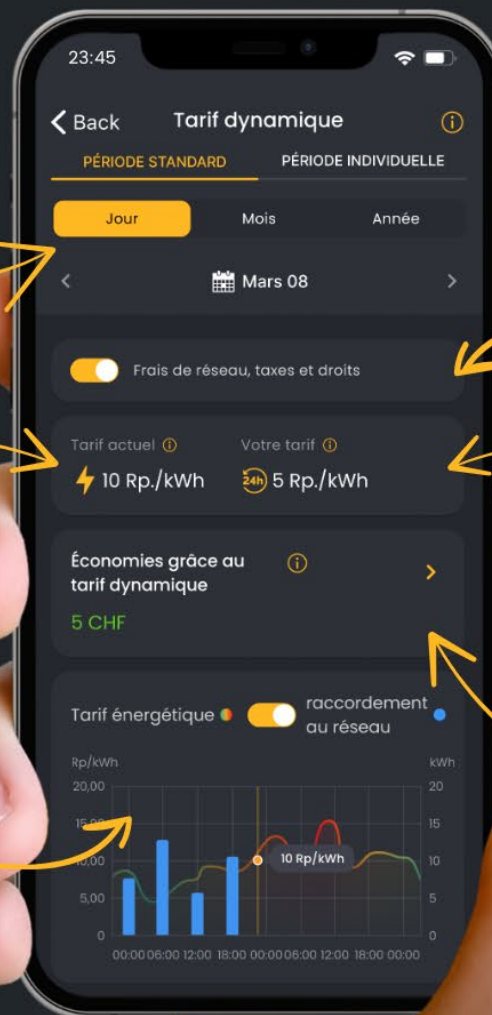 23:45
Back
Tarif dynamique
PÉRIODE STANDARD
PÉRIODE INDIVIDUELLE
Jour
Mois
Année
Mars 08
Frais de réseau, taxes et droits
Tarif actuel
Votre tarif
10 Rp./kWh
24h
5 Rp./kWh
Économies grâce au
tarif dynamique
5 CHF
Tarif énergétique
raccordement
au réseau
Rp/kWh
kWh
20,00
20
15,00
15
10,00
10 Rp/kWh
10
5,00
5
0
0
00:00 06:00 12:00 18:00 00:00 06:00 12:00 18:00 00:00